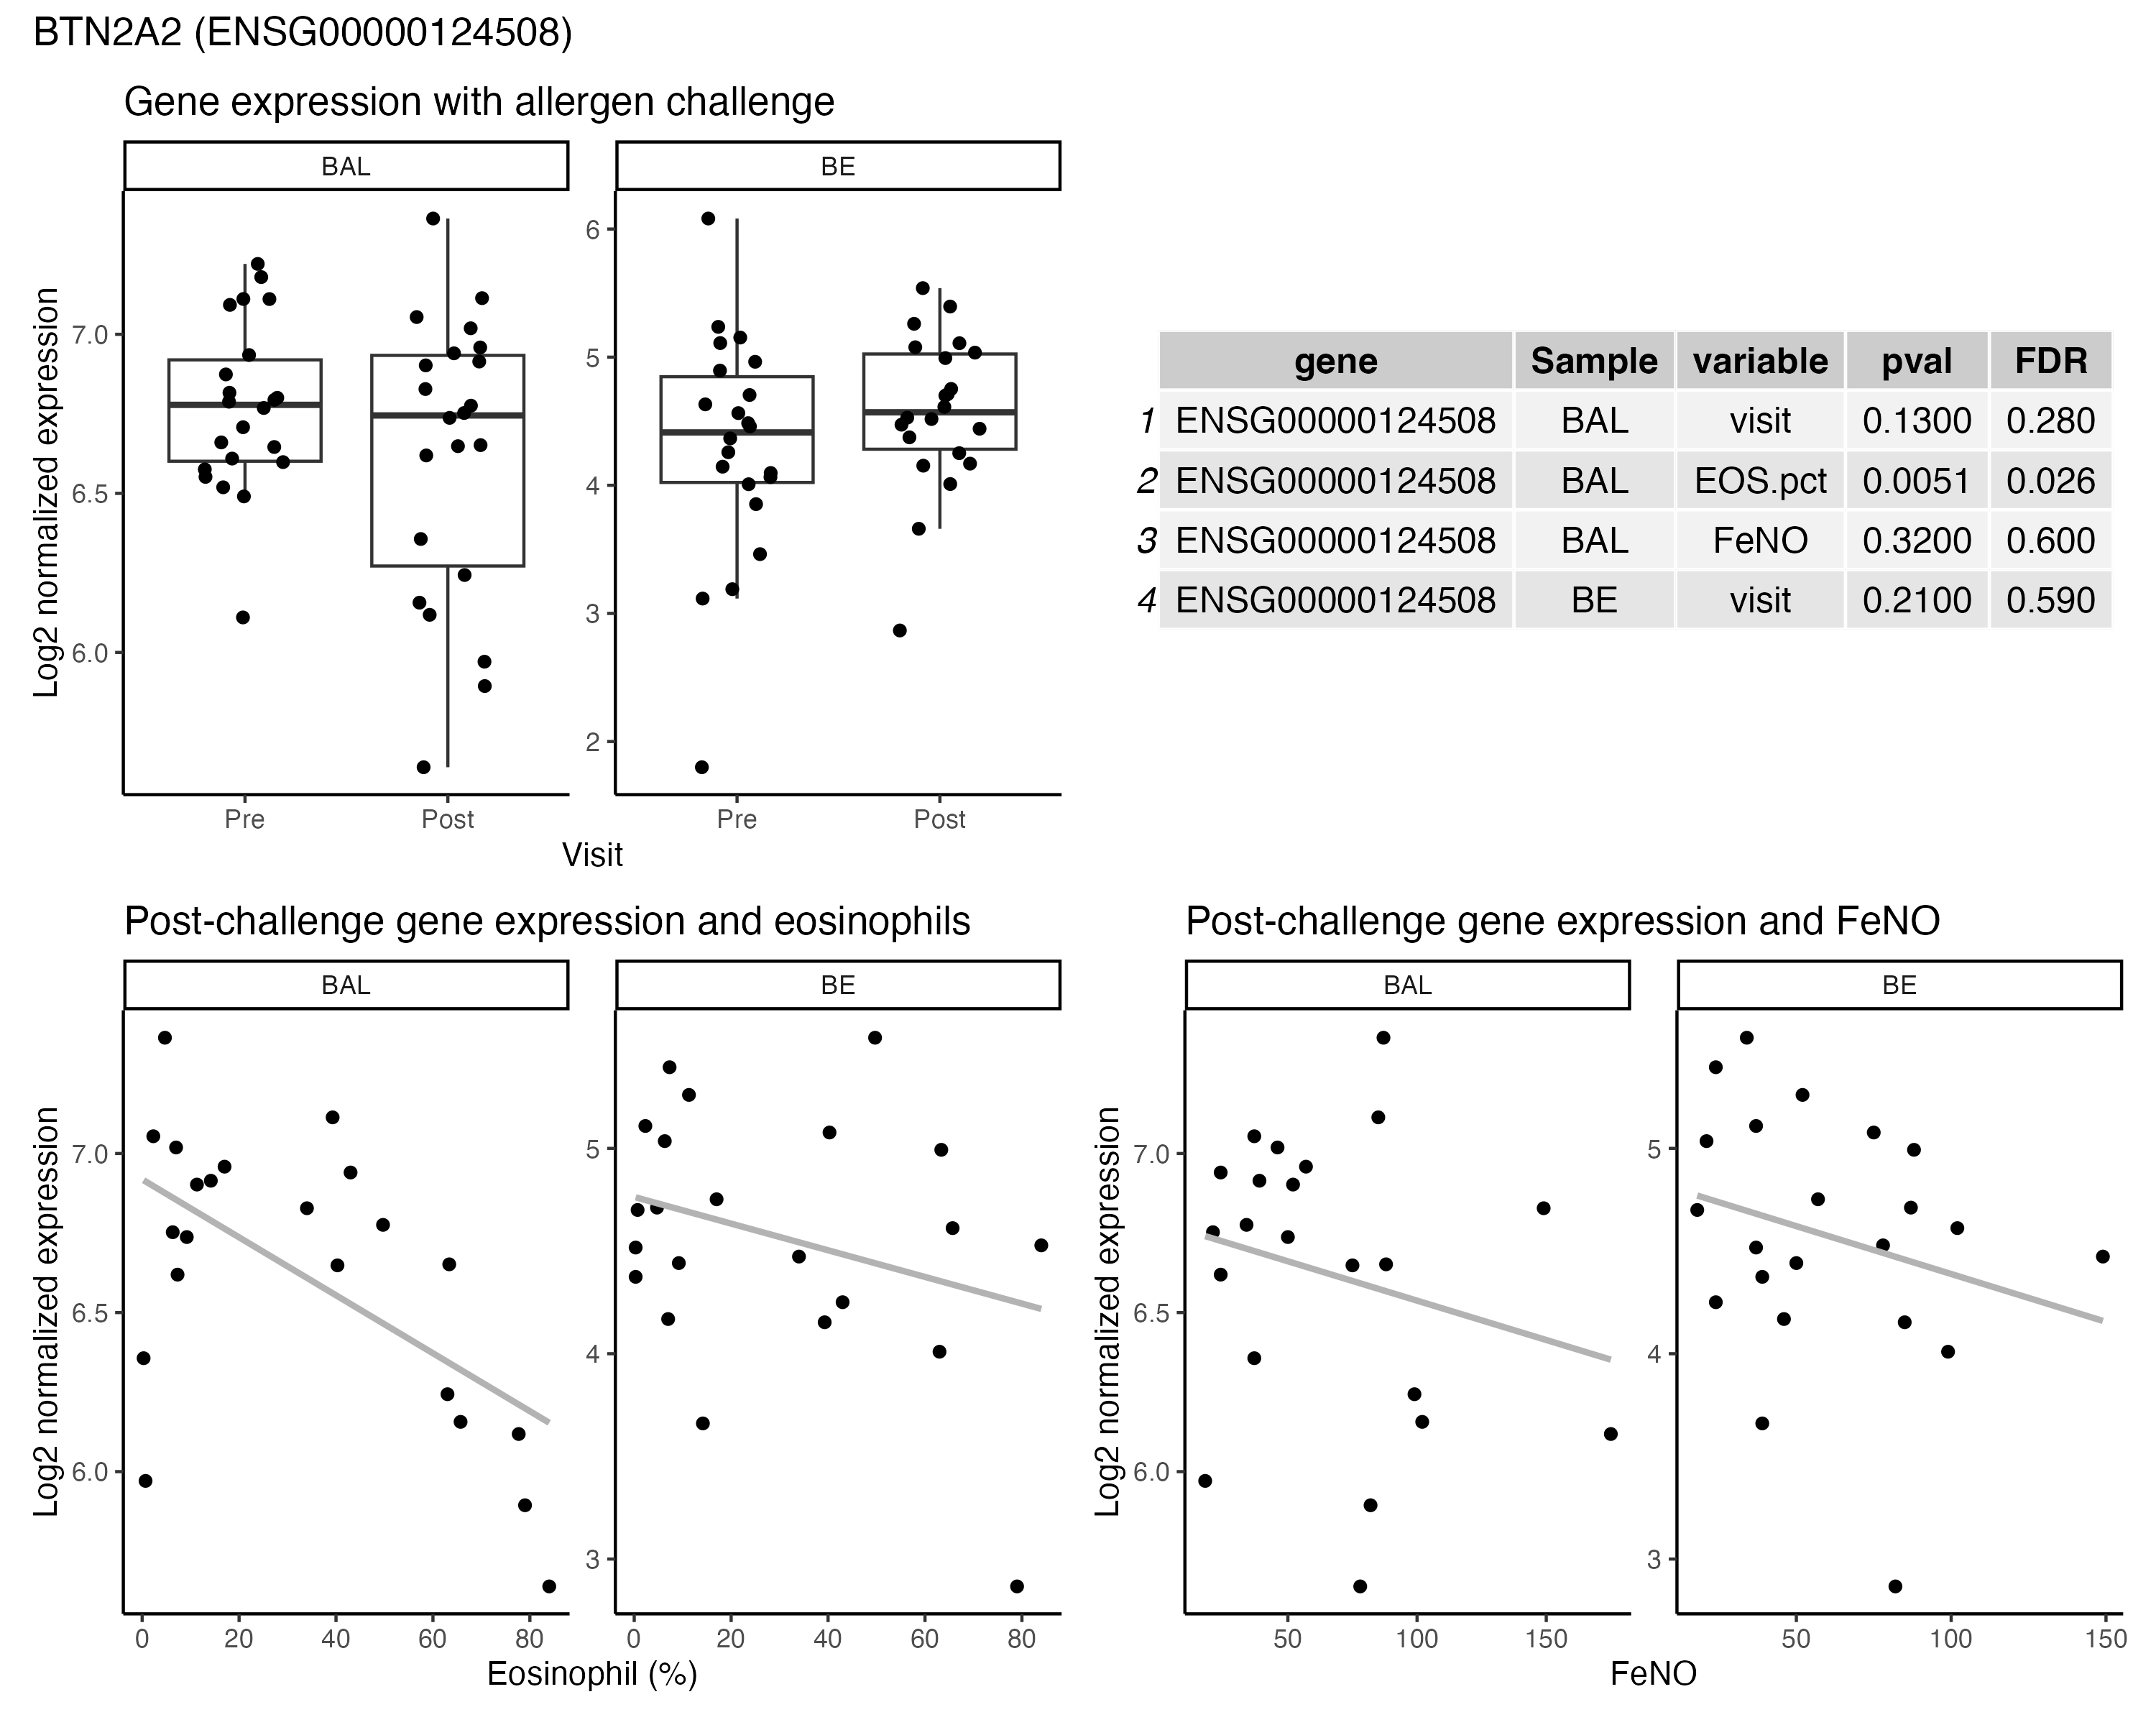 BTN2A2 (ENSG00000124508)
Gene expression with allergen challenge
BAL
BE
Log2 normalized expression
7.0
6.5
6.0
6
5
4
3
2
Pre
Post
Pre
Post
Visit
gene Sample variable pval FDR
1 ENSG00000124508 BAL visit 0.1300 0.280
2 ENSG00000124508 BAL EOS.pct 0.0051 0.026
3 ENSG00000124508 BAL FeNO 0.3200 0.600
4 ENSG00000124508 BE visit 0.2100 0.590
Post-challenge gene expression and eosinophils
BAL
BE
Log2 normalized expression
7.0
6.5
6.0
5
4
3
0 20 40 60 80
0 20 40 60 80
Eosinophil (%)
Post-challenge gene expression and FeNO
BAL
BE
Log2 normalized expression
7.0
6.5
6.0
5
4
3
50 100 150
50 100 150
FeNO